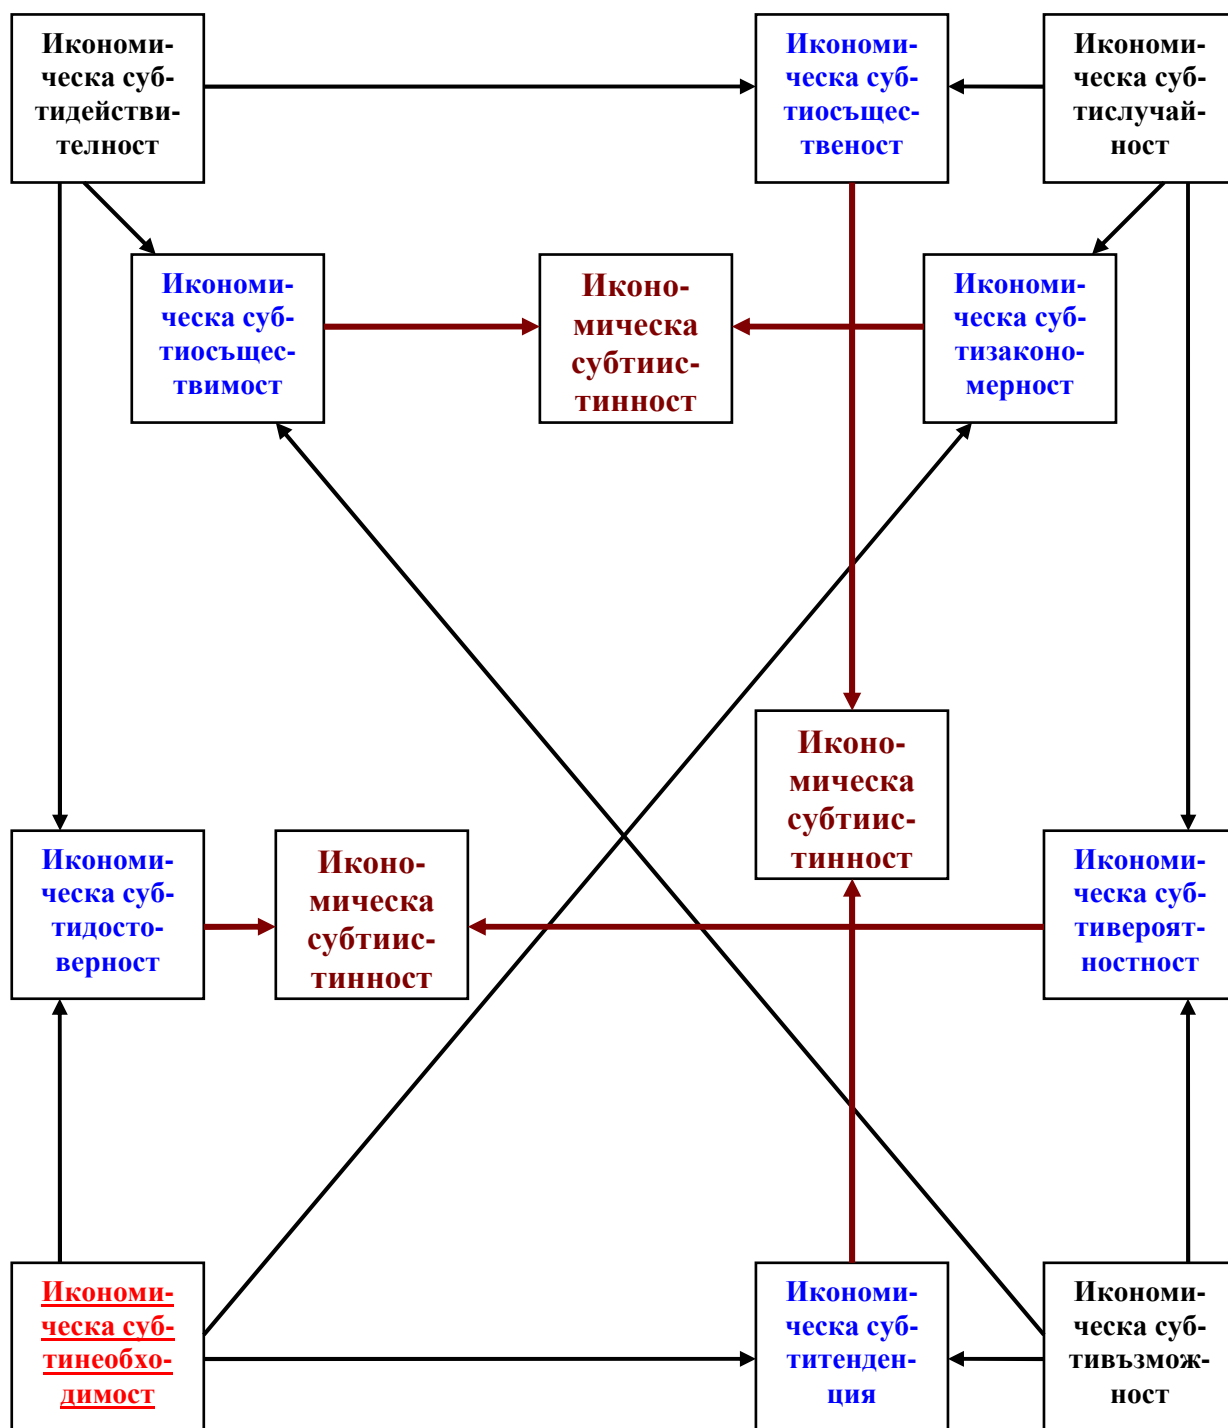 Икономи-
ческа суб-
тидействи-
телност
Икономи-
ческа суб-
тиосъщес-
твеност
Икономи-
ческа суб-
тислучай-
ност
Икономи-
ческа суб-
тиосъщес-
твимост
Иконо-
мическа
субтиис-
тинност
Икономи-
ческа суб-
тизаконо-
мерност
Иконо-
мическа
субтиис-
тинност
Икономи-
ческа суб-
тидосто-
верност
Иконо-
мическа
субтиис-
тинност
Икономи-
ческа суб-
тивероят-
ностност
Икономи-
ческа суб-
тинеобхо-
димост
Икономи-
ческа суб-
титенден-
ция
Икономи-
ческа суб-
тивъзмож-
ност